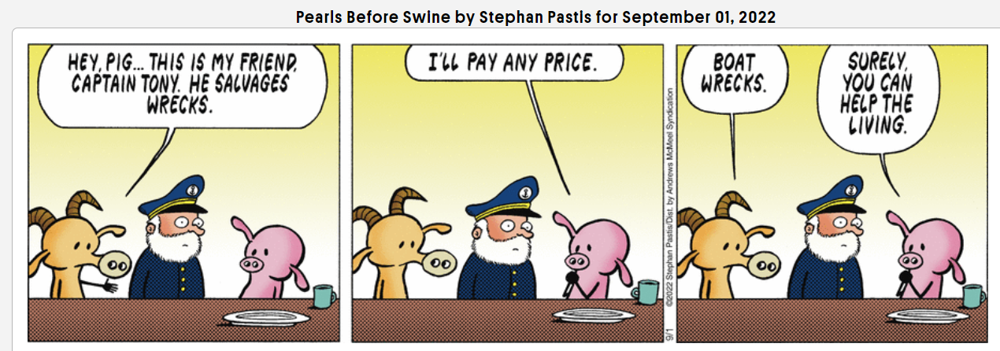 Pearls Before Swine by Stephan Pastis for September 01, 2022
HEY, PIG... THIS IS MY FRIEND,
CAPTAIN TONY. HE SALVAGES
WRECKS.
I'LL PAY ANY PRICE.
©2022 Stephan Pastis/Dist. by Andrews McMeel Syndication
9/1
BOAT
WRECKS.
SURELY,
YOU CAN
HELP THE
LIVING.